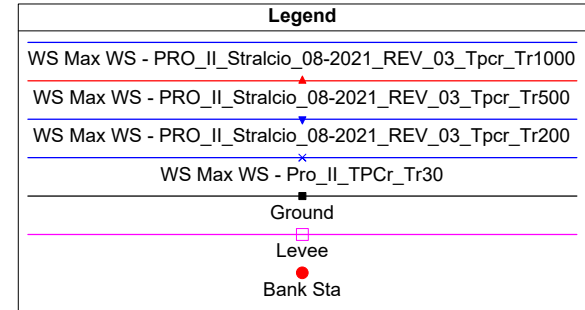 Legend
WS Max WS - PRO_II_Stralcio_08-2021_REV_03_Tpcr_Tr1000
WS Max WS - PRO_II_Stralcio_08-2021_REV_03_Tpcr_Tr500
WS Max WS - PRO_II_Stralcio_08-2021_REV_03_Tpcr_Tr200
WS Max WS - Pro_II_TPCr_Tr30
Ground
Levee
Bank Sta